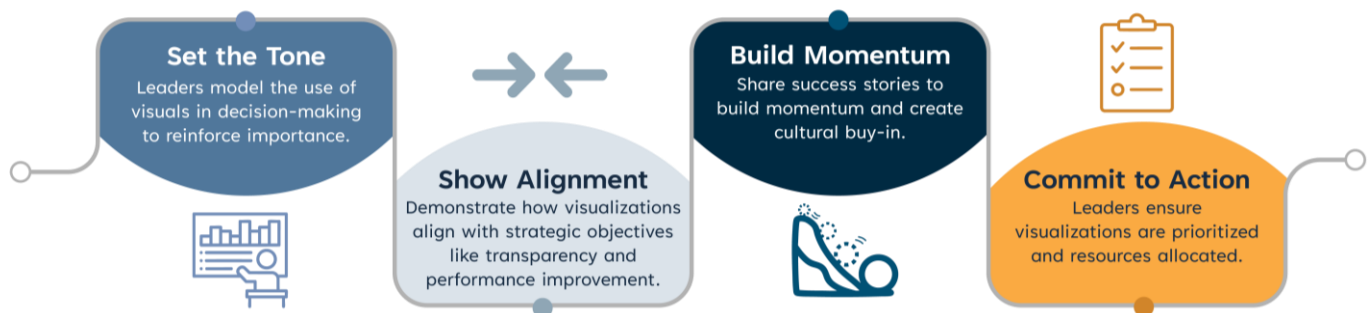 Set the Tone
Leaders model the use of
visuals in decision-making
to reinforce importance.
Show Alignment
Demonstrate how visualizations
align with strategic objectives
like transparency and
performance improvement.
Build Momentum
Share success stories to
build momentum and create
cultural buy-in.
Commit to Action
Leaders ensure
visualizations are prioritized
and resources allocated.